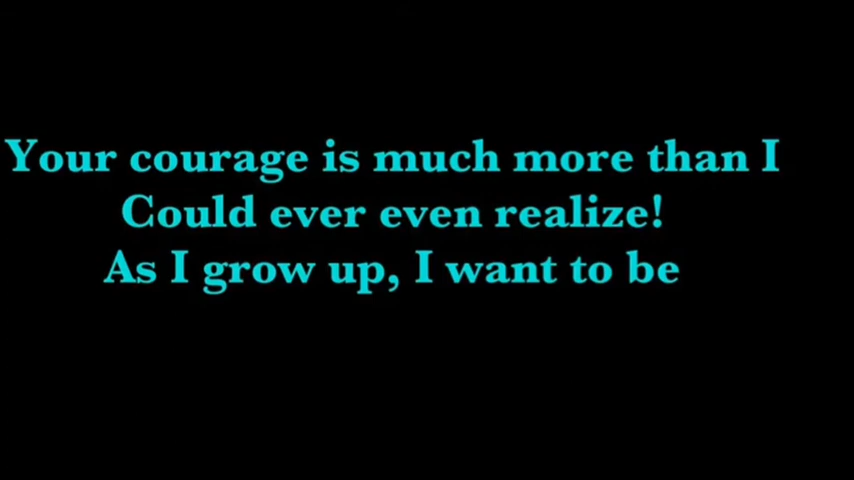 Your courage is much more than I
Could ever even realize!
As I grow up, I want to be